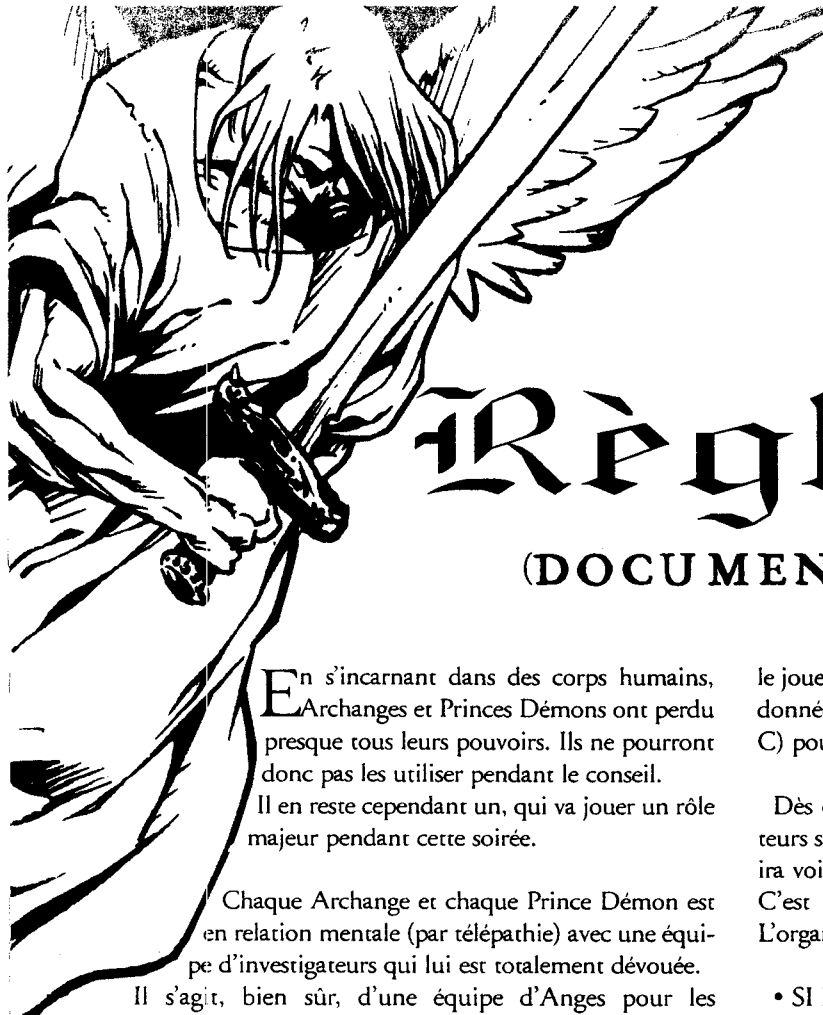 Règl
(DOCUMEN
En s'incarnant dans des corps humains,
Archanges et Princes Démons ont perdu
presque tous leurs pouvoirs. Ils ne pourront
donc pas les utiliser pendant le conseil.
Il en reste cependant un, qui va jouer un rôle
majeur pendant cette soirée.
Chaque Archange et chaque Prince Démon est
en relation mentale (par télépathie) avec une équi-
pe d'investigateurs qui lui est totalement dévouée.
Il s'agit, bien sûr, d'une équipe d'Anges pour les
le joue
donné
C) pou
Dès
teurs s
ira voi
C'est
L'orga
• SI